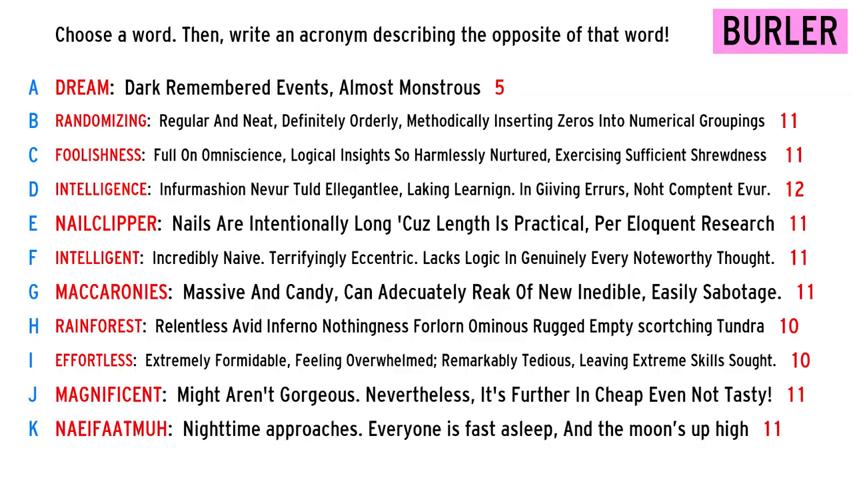 Choose a word. Then, write an acronym describing the opposite of that word!
BURLER
A DREAM: Dark Remembered Events, Almost Monstrous 5
B RANDOMIZING: Regular And Neat, Definitely Orderly, Methodically Inserting Zeros Into Numerical Groupings 11
C FOOLISHNESS: Full On Omniscience, Logical Insights So Harmlessly Nurtured, Exercising Sufficient Shrewdness 11
D INTELLIGENCE: Infurmashion Nevur Tuld Ellegantlee, Laking Learnign. In Giiving Errurs, Noht Comptent Evur. 12
E NAILCLIPPER: Nails Are Intentionally Long 'Cuz Length Is Practical, Per Eloquent Research 11
F INTELLIGENT: Incredibly Naive. Terrifyingly Eccentric. Lacks Logic In Genuinely Every Noteworthy Thought. 11
G MACCARONIES: Massive And Candy, Can Adecuately Reak Of New Inedible, Easily Sabotage. 11
H RAINFOREST: Relentless Avid Inferno Nothingness Forlorn Ominous Rugged Empty scortching Tundra 10
I EFFORTLESS: Extremely Formidable, Feeling Overwhelmed; Remarkably Tedious, Leaving Extreme Skills Sought. 10
J MAGNIFICENT: Might Aren't Gorgeous. Nevertheless, It's Further In Cheap Even Not Tasty! 11
K NAEIFAATMUH: Nighttime approaches. Everyone is fast asleep, And the moon’s up high 11